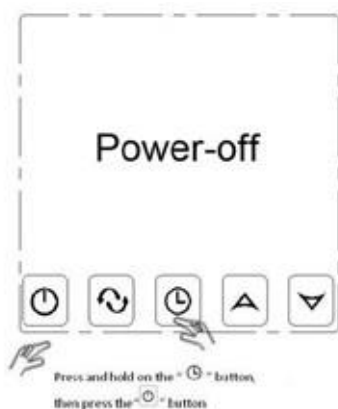 Power-off
Press and hold on the " " button,
then press the " " button